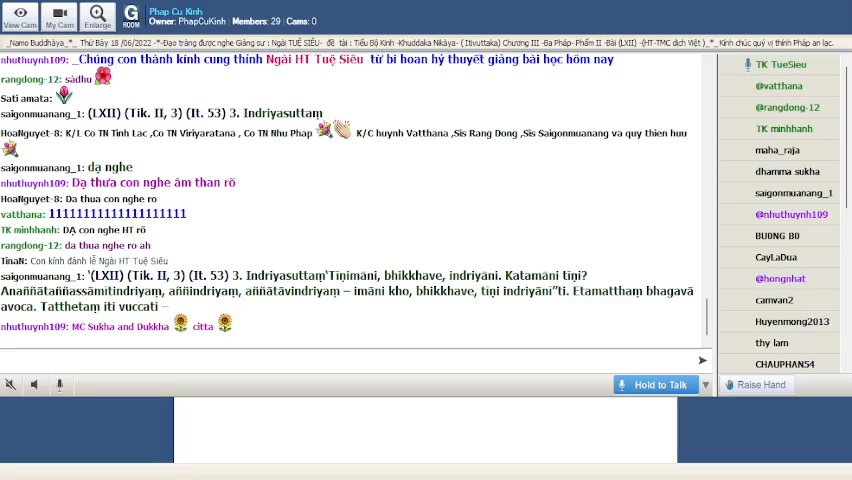 Phap Cu Kinh
Owner: PhapCuKinh | Members: 29 | Cams: 0
View Cam
My Cam
Enlarge
G ROOM
_Namo Buddhàya_*_ Thứ Bảy 18 /06/2022 -*-Đạo tràng được nghe Giảng sư : Ngài TUỆ SIÊU- đề tài : Tiểu Bộ Kinh -Khuddaka Nikàya- ( Itivuttaka) Chương III -Ba Pháp- Phẩm II -Bài (LXII) -(HT-TMC dịch Việt )_*_ Kính chúc quý vị thính Pháp an lạc.
nhuthuynh109: _Chúng con thành kính cung thỉnh Ngài HT Tuệ Siêu từ bi hoan hỷ thuyết giảng bài học hôm nay
rangdong-12: sàdhu
Sati amata:
saigonmuanang_1: (LXII) (Tik. II, 3) (It. 53) 3. Indriyasuttaṃ
HoaNguyet-8: K/L Co TN Tinh Lac ,Co TN Viriyaratana , Co TN Nhu Phap K/C huynh Vatthana ,Sis Rang Dong ,Sis Saigonmuanang va quy thien huu
saigonmuanang_1: dạ nghe
nhuthuynh109: Dạ thưa con nghe âm than rõ
HoaNguyet-8: Da thua con nghe ro
vatthana: 11111111111111111111
TK minhhanh: DẠ con nghe HT rõ
rangdong-12: da thua nghe ro ah
TinaN: Con kính đảnh lễ Ngài HT Tuệ Siêu
saigonmuanang_1: '(LXII) (Tik. II, 3) (It. 53) 3. Indriyasuttaṃ'Tiṇimāni, bhikkhave, indriyāni. Katamāni tiṇi?
Anaññātaññassāmītindriyaṃ, aññindriyaṃ, aññātāvindriyaṃ – imāni kho, bhikkhave, tiṇi indriyānī"ti. Etamatthaṃ bhagavā
avoca. Tatthetaṃ iti vuccati –
nhuthuynh109: MC Sukha and Dukkha citta
Hold to Talk
TK TueSieu
@vatthana
@rangdong-12
TK minhhanh
maha_raja
dhamma sukha
saigonmuanang_1
@nhuthuynh109
BU0NG B0
CayLaDua
@hongnhat
camvan2
Huyenmong2013
thy lam
CHAUPHAN54
Raise Hand